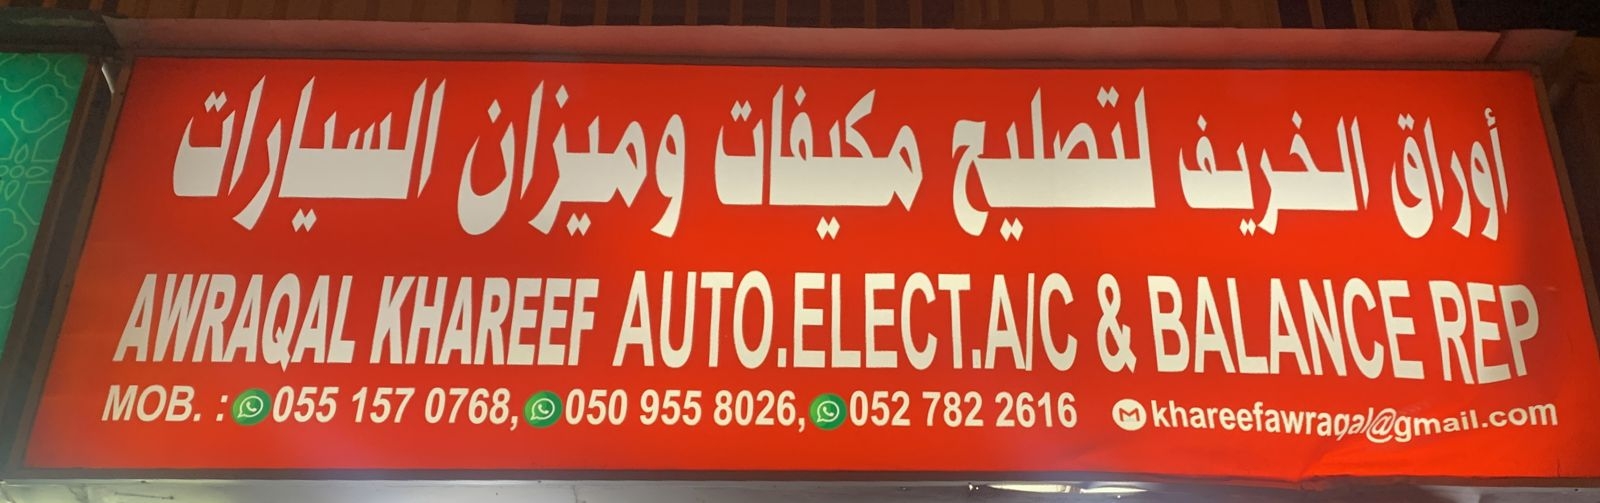 أوراق الخريف لتصليح مكيفات وميزان السيارات
AWRAQAL KHAREEF AUTO.ELECT.A/C & BALANCE REP
MOB. : 055 157 0768, 050 955 8026, 052 782 2616 khareefawraqal@gmail.com